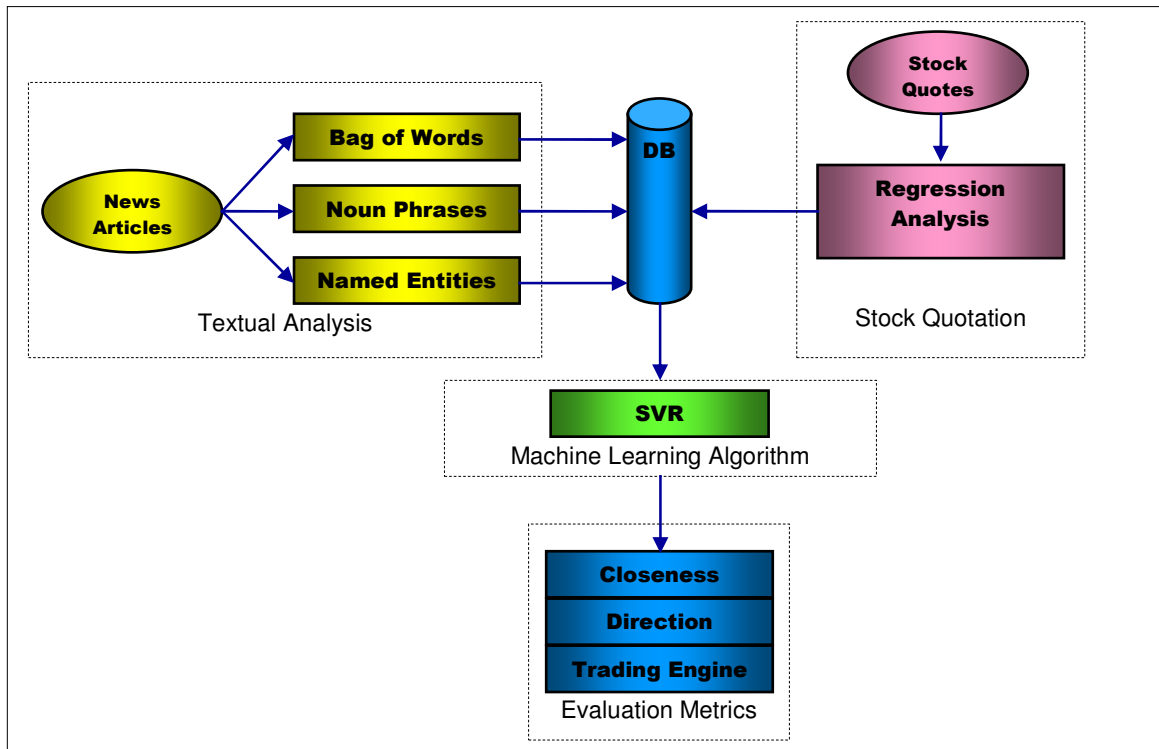 Stock
Quotes
Bag of Words
DB
News
Articles
Noun Phrases
Regression
Analysis
Named Entities
Textual Analysis
Stock Quotation
SVR
Machine Learning Algorithm
Closeness
Direction
Trading Engine
Evaluation Metrics